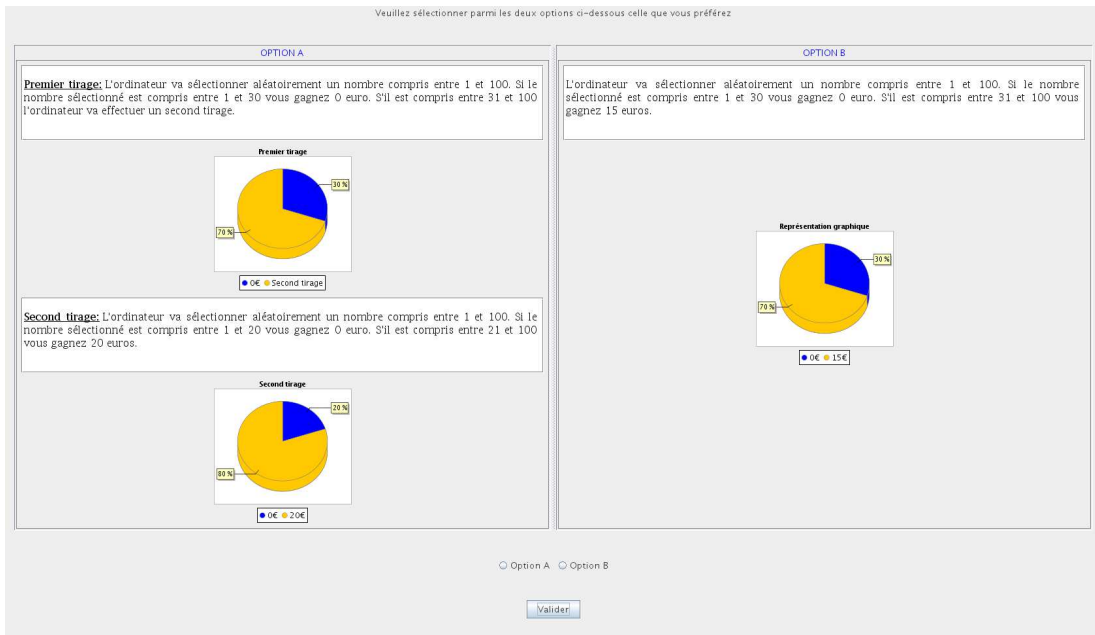 Veuillez sélectionner parmi les deux options ci-dessous celle que vous préférez
OPTION A
Premier tirage: L'ordinateur va sélectionner aléatoirement un nombre compris entre 1 et 100. Si le
nombre sélectionné est compris entre 1 et 30 vous gagnez 0 euro. S'il est compris entre 31 et 100
l'ordinateur va effectuer un second tirage.
Premier tirage
30 %
70 %
0€ Second tirage
Second tirage: L'ordinateur va sélectionner aléatoirement un nombre compris entre 1 et 100. Si le
nombre sélectionné est compris entre 1 et 20 vous gagnez 0 euro. S'il est compris entre 21 et 100
vous gagnez 20 euros.
Second tirage
20 %
80 %
0€ 20€
OPTION B
L'ordinateur va sélectionner aléatoirement un nombre compris entre 1 et 100. Si le nombre
sélectionné est compris entre 1 et 30 vous gagnez 0 euro. S'il est compris entre 31 et 100 vous
gagnez 15 euros.
Représentation graphique
30 %
70 %
0€ 15€
Option A Option B
Valider